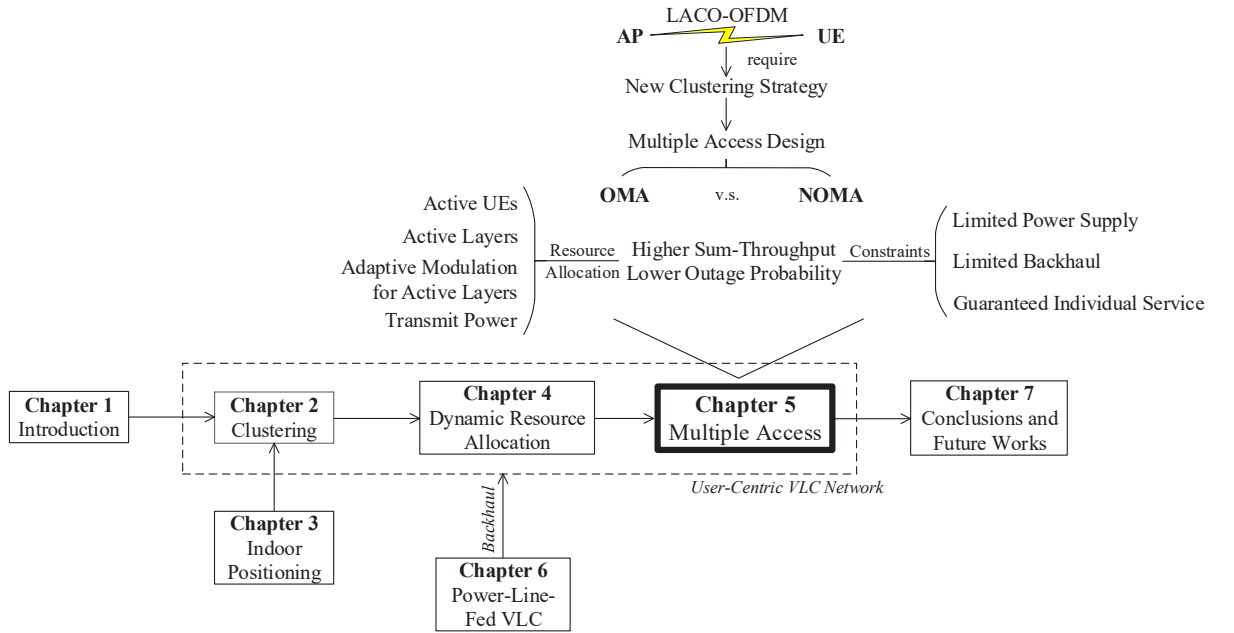 LACO-OFDM
AP UE
require
New Clustering Strategy
Multiple Access Design
OMA v.s. NOMA
Active UEs
Active Layers
Adaptive Modulation
for Active Layers
Transmit Power
Resource
Allocation
Higher Sum-Throughput
Lower Outage Probability
Constraints
Limited Power Supply
Limited Backhaul
Guaranteed Individual Service
Chapter 1
Introduction
Chapter 2
Clustering
Chapter 4
Dynamic Resource
Allocation
Chapter 5
Multiple Access
Chapter 7
Conclusions and
Future Works
User-Centric VLC Network
Chapter 3
Indoor
Positioning
Backhaul
Chapter 6
Power-Line-
Fed VLC